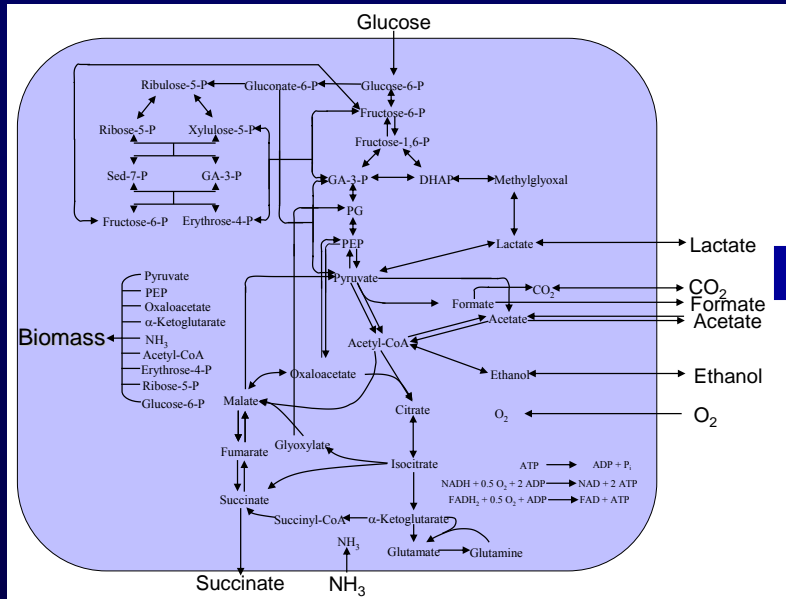 Glucose
Ribulose-5-P Gluconate-6-P Glucose-6-P
Fructose-6-P
Ribose-5-P Xylulose-5-P
Fructose-1,6-P
Sed-7-P GA-3-P GA-3-P DHAP Methylglyoxal
PG
Fructose-6-P Erythrose-4-P
PEP Lactate Lactate
Pyruvate
Formate CO2 CO2
Formate
Acetate Acetate
Acetyl-CoA
Pyruvate
PEP
Oxaloacetate
α-Ketoglutarate
Biomass NH3
Acetyl-CoA
Erythrose-4-P
Ribose-5-P
Glucose-6-P
Oxaloacetate Ethanol Ethanol
Malate Citrate O2 O2
Fumarate Glyoxylate
Isocitrate
Succinate
Succinyl-CoA α-Ketoglutarate
NH3 Glutamate Glutamine
ATP ADP + Pi
NADH + 0.5 O2 + 2 ADP NAD + 2 ATP
FADH2 + 0.5 O2 + ADP FAD + ATP
Succinate NH3